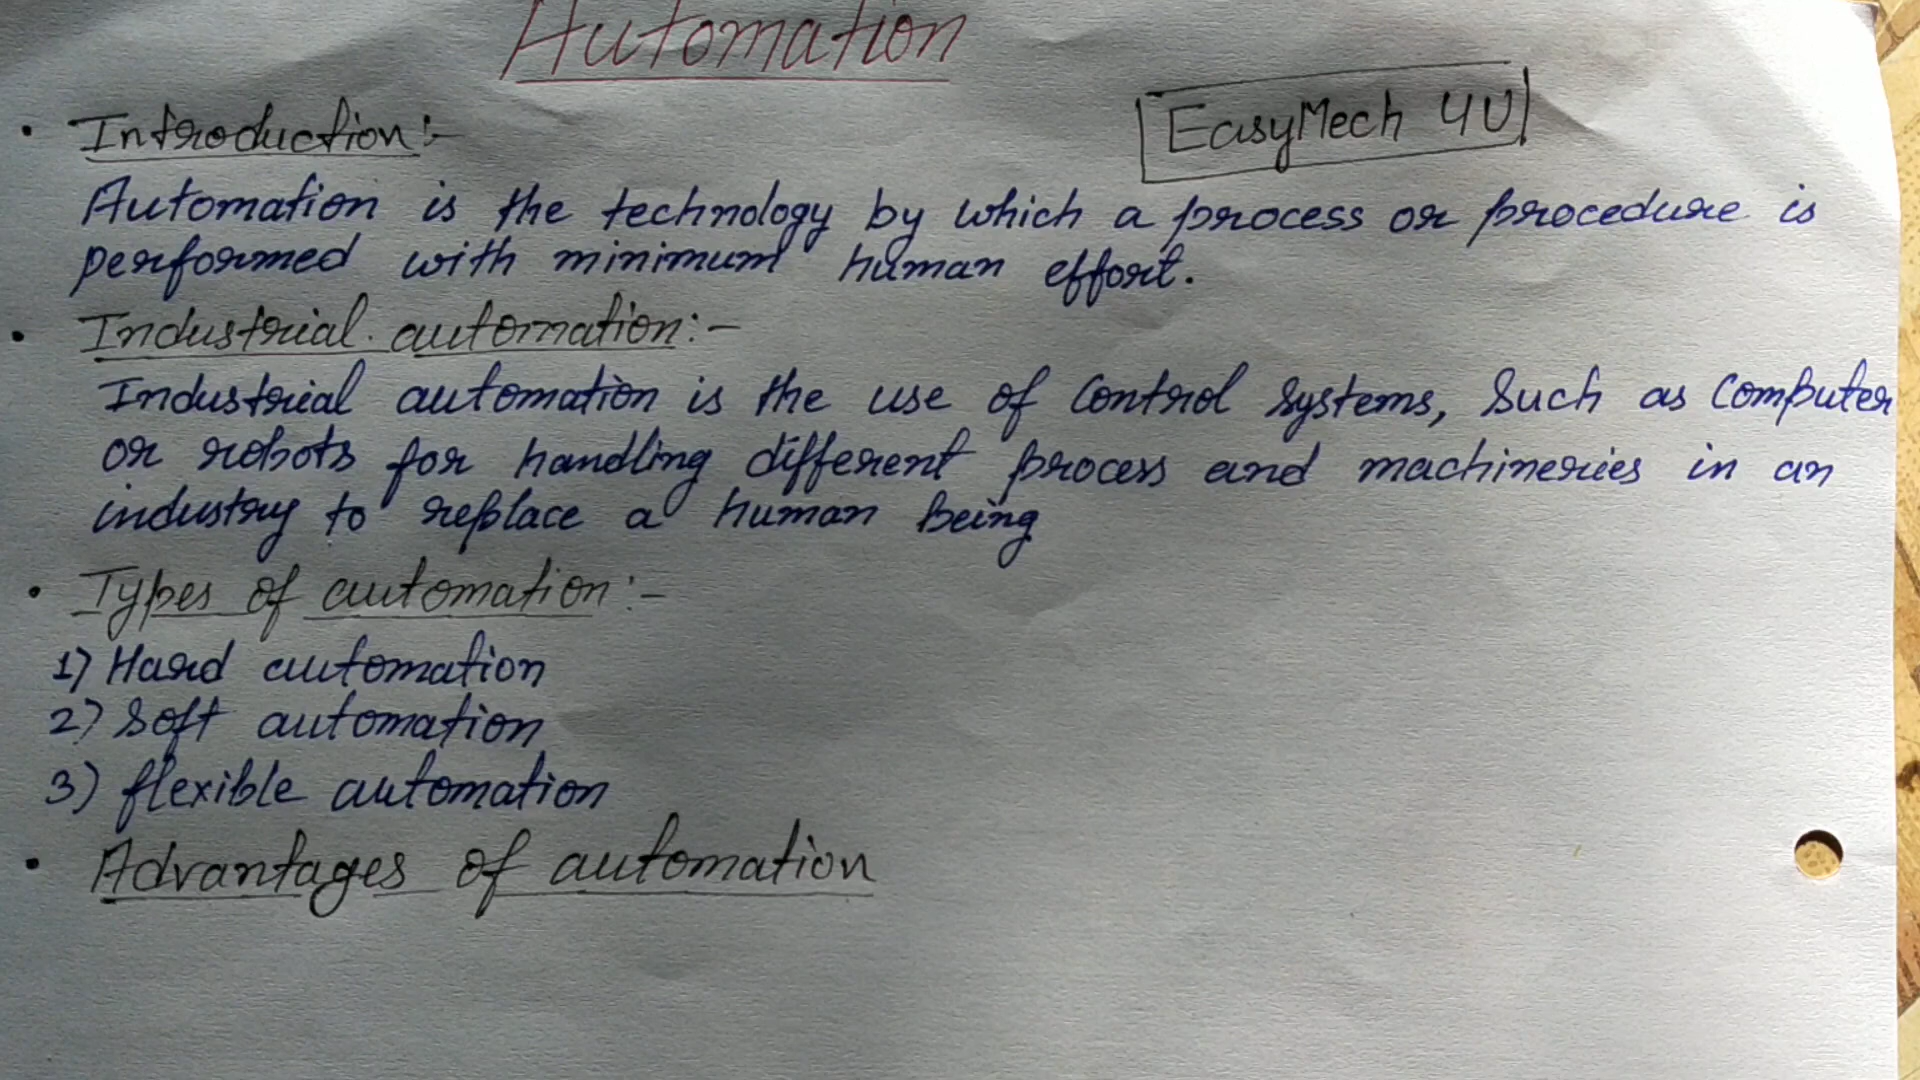 Automation
EasyMech 4U
• Introduction:-
Automation is the technology by which a process or procedure is
performed with minimum human effort.
• Industrial automation:-
Industrial automation is the use of Control Systems, Such as Computer
or robots for handling different process and machineries in an
industry to replace a human Being
• Types of automation:-
1) Hard automation
2) Soft automation
3) flexible automation
• Advantages of automation